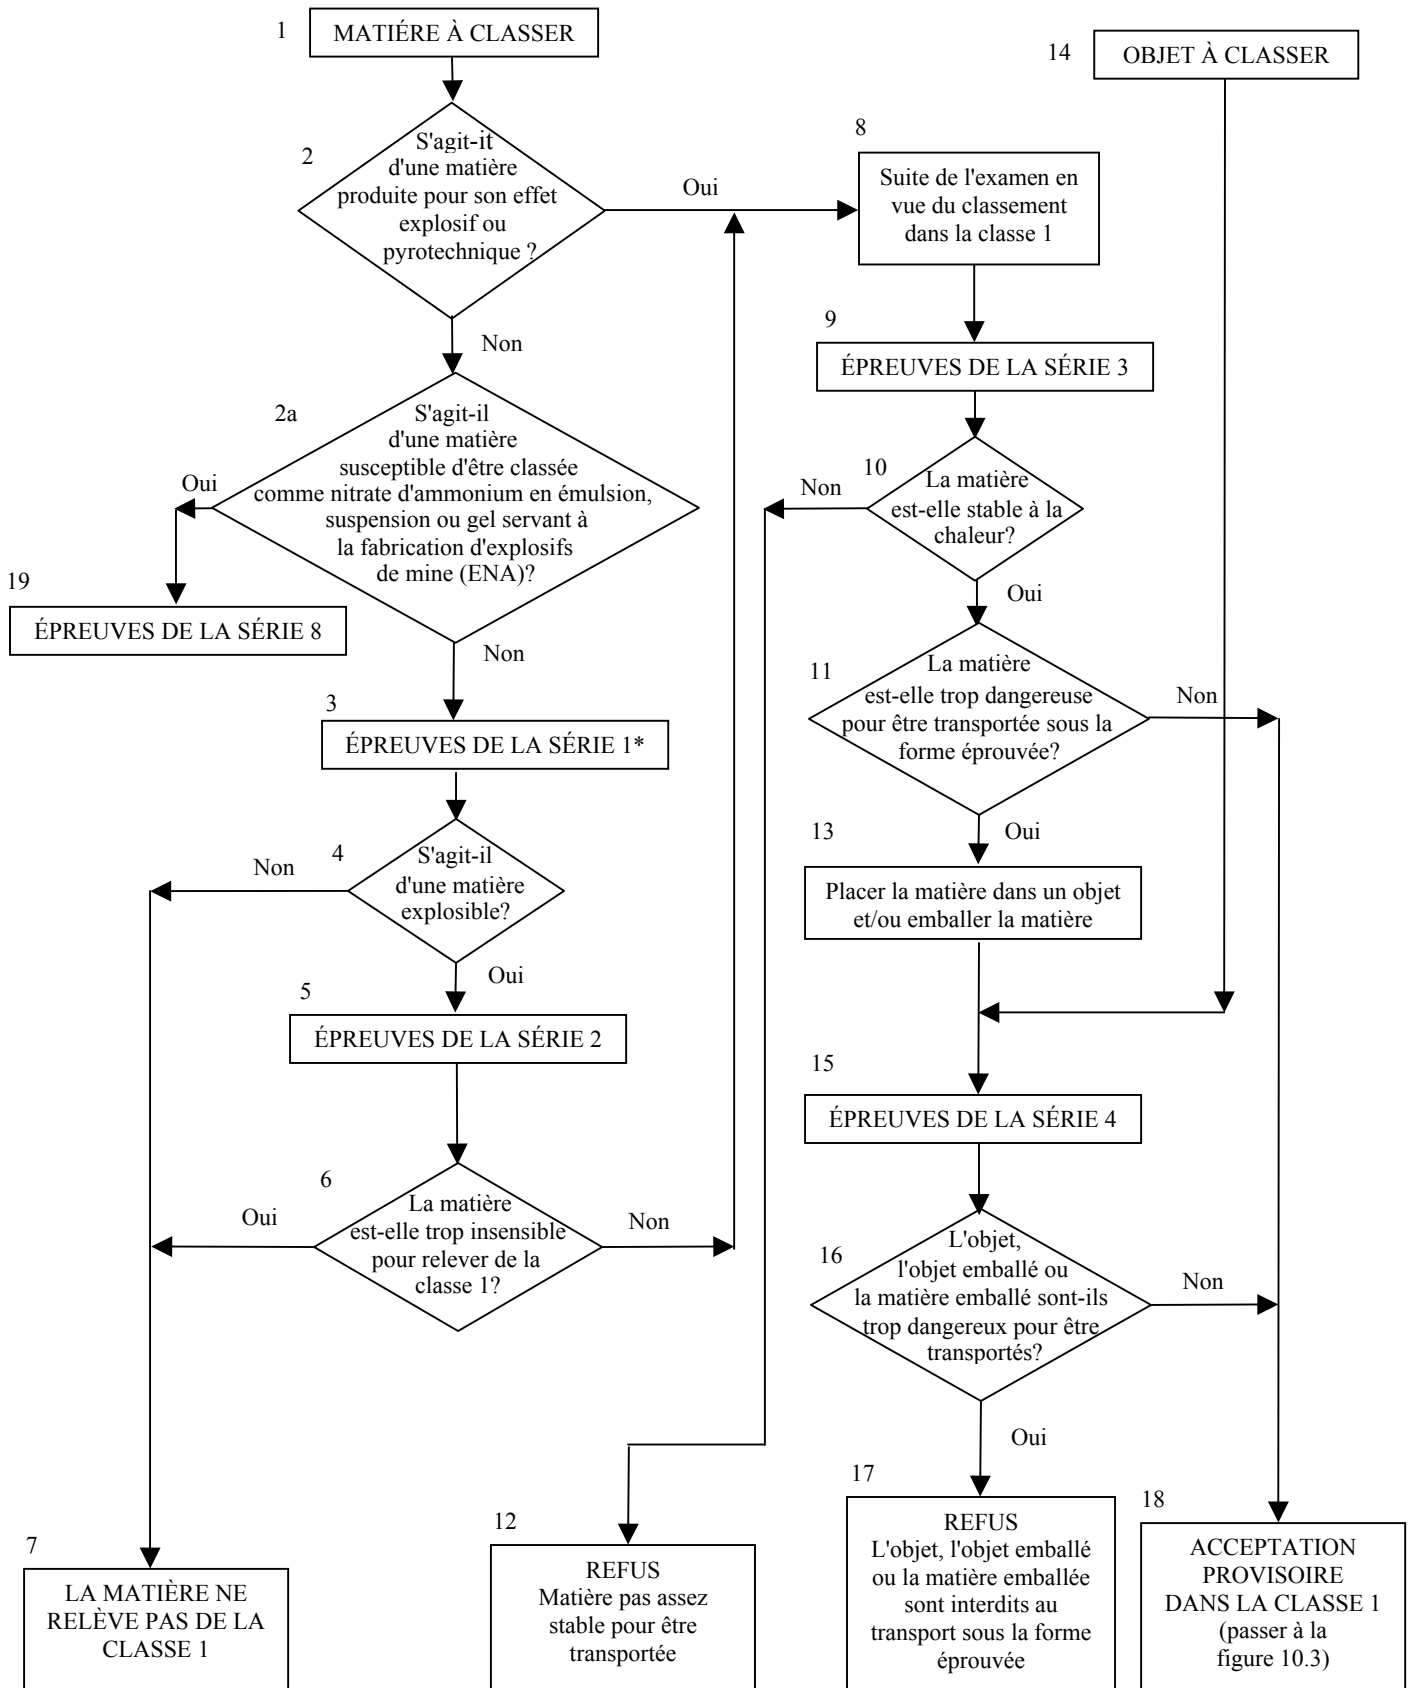 1
MATIÉRE À CLASSER
2
S'agit-it
d'une matière
produite pour son effet
explosif ou
pyrotechnique ?
Oui
Non
2a
S'agit-il
d'une matière
susceptible d'être classée
comme nitrate d'ammonium en émulsion,
suspension ou gel servant à
la fabrication d'explosifs
de mine (ENA)?
Oui
19
ÉPREUVES DE LA SÉRIE 8
Non
3
ÉPREUVES DE LA SÉRIE 1*
4
S'agit-il
d'une matière
explosible?
Non
Oui
5
ÉPREUVES DE LA SÉRIE 2
6
La matière
est-elle trop insensible
pour relever de la
classe 1?
Oui
Non
7
LA MATIÈRE NE
RELÈVE PAS DE LA
CLASSE 1
8
Suite de l'examen en
vue du classement
dans la classe 1
9
ÉPREUVES DE LA SÉRIE 3
10
La matière
est-elle stable à la
chaleur?
Non
Oui
11
La matière
est-elle trop dangereuse
pour être transportée sous la
forme éprouvée?
Non
Oui
12
REFUS
Matière pas assez
stable pour être
transportée
13
Placer la matière dans un objet
et/ou emballer la matière
14
OBJET À CLASSER
15
ÉPREUVES DE LA SÉRIE 4
16
L'objet,
l'objet emballé ou
la matière emballé sont-ils
trop dangereux pour être
transportés?
Non
Oui
17
REFUS
L'objet, l'objet emballé
ou la matière emballée
sont interdits au
transport sous la forme
éprouvée
18
ACCEPTATION
PROVISOIRE
DANS LA CLASSE 1
(passer à la
figure 10.3)